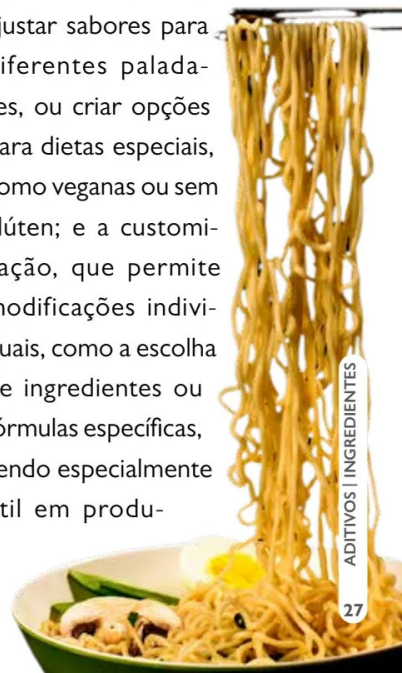 justar sabores para
iferentes palada-
es, ou criar opções
ara dietas especiais,
omo veganas ou sem
lúten; e a customi-
ação, que permite
nodificações indivi-
uais, como a escolha
e ingredientes ou
órmulas específicas,
endo especialmente
til em produ-
ADITIVOS | INGREDIENTES
27